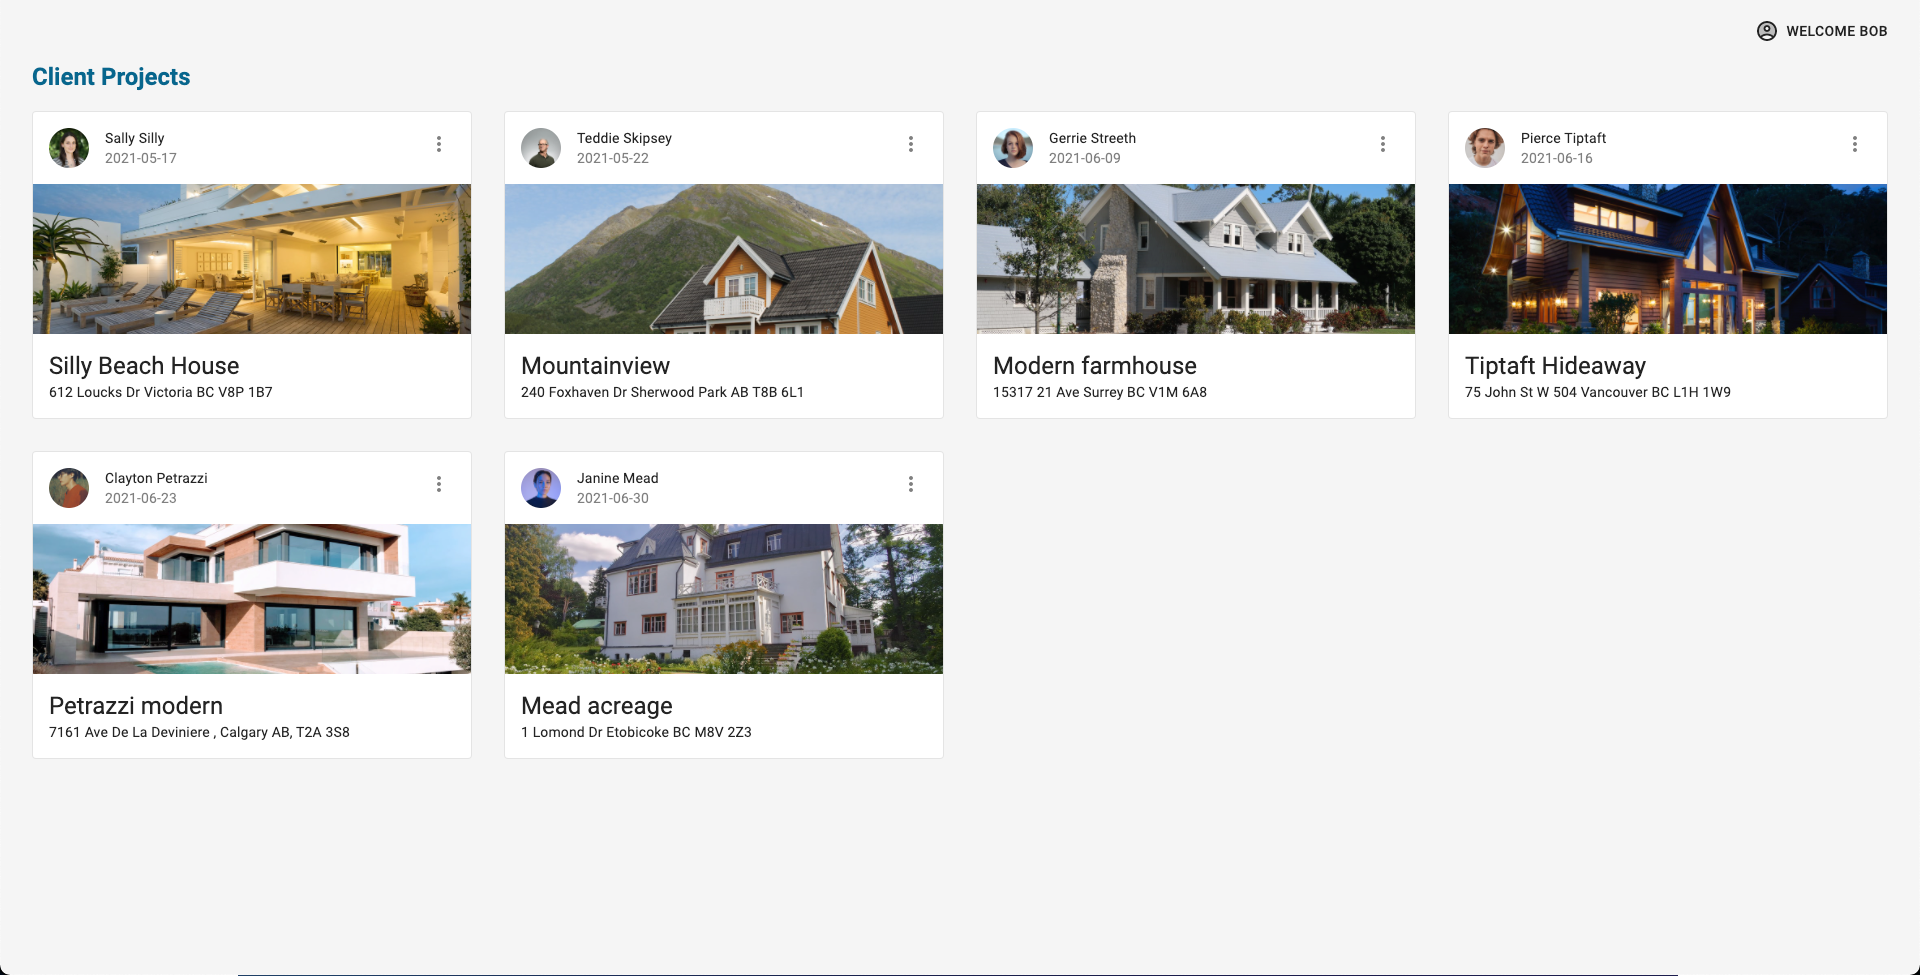 WELCOME BOB
Client Projects
Sally Silly
2021-05-17
Silly Beach House
612 Loucks Dr Victoria BC V8P 1B7
Teddie Skipsey
2021-05-22
Mountainview
240 Foxhaven Dr Sherwood Park AB T8B 6L1
Gerrie Streeth
2021-06-09
Modern farmhouse
15317 21 Ave Surrey BC V1M 6A8
Pierce Tiptaft
2021-06-16
Tiptaft Hideaway
75 John St W 504 Vancouver BC L1H 1W9
Clayton Petrazzi
2021-06-23
Petrazzi modern
7161 Ave De La Deviniere , Calgary AB, T2A 3S8
Janine Mead
2021-06-30
Mead acreage
1 Lomond Dr Etobicoke BC M8V 2Z3